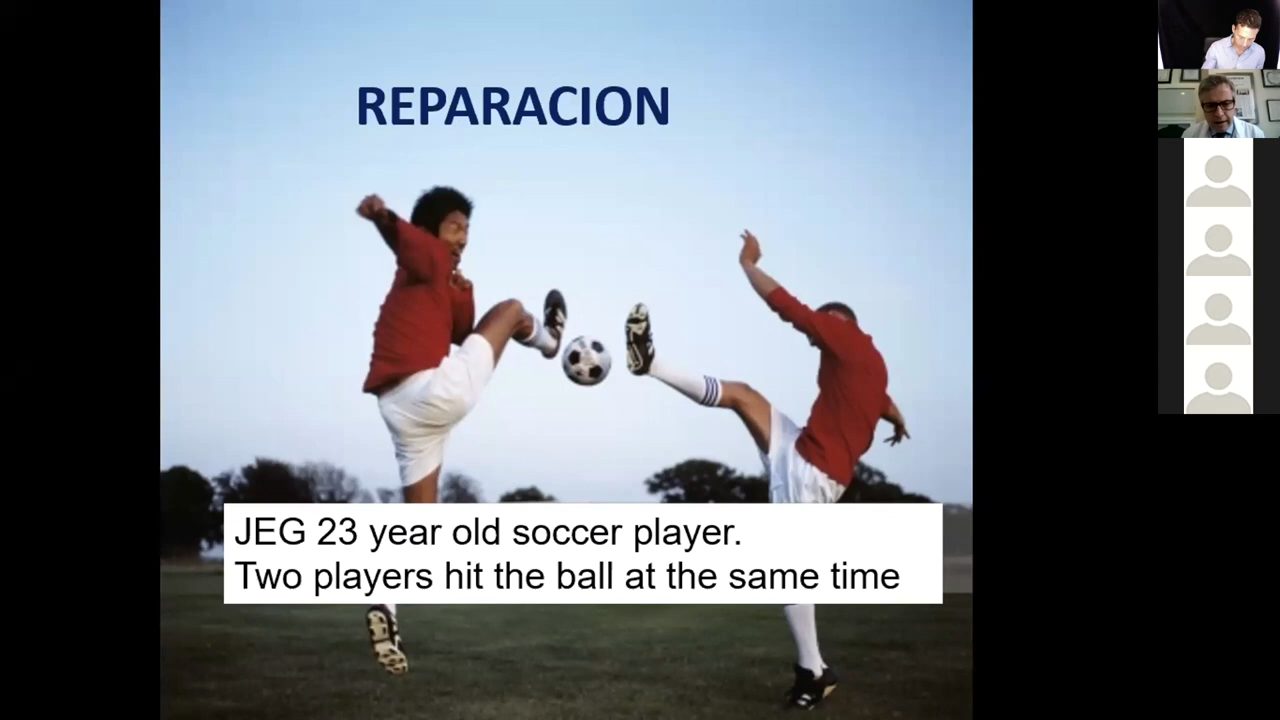 REPARACION
JEG 23 year old soccer player.
Two players hit the ball at the same time